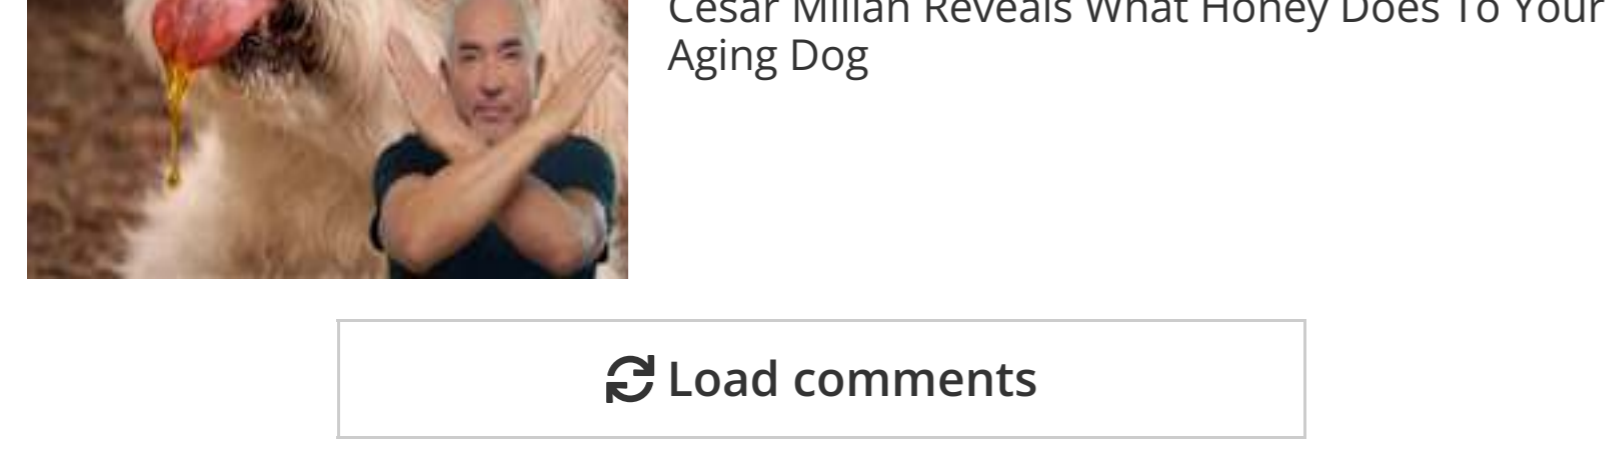 Cesar Millan Reveals What Honey Does To Your
Aging Dog
Load comments